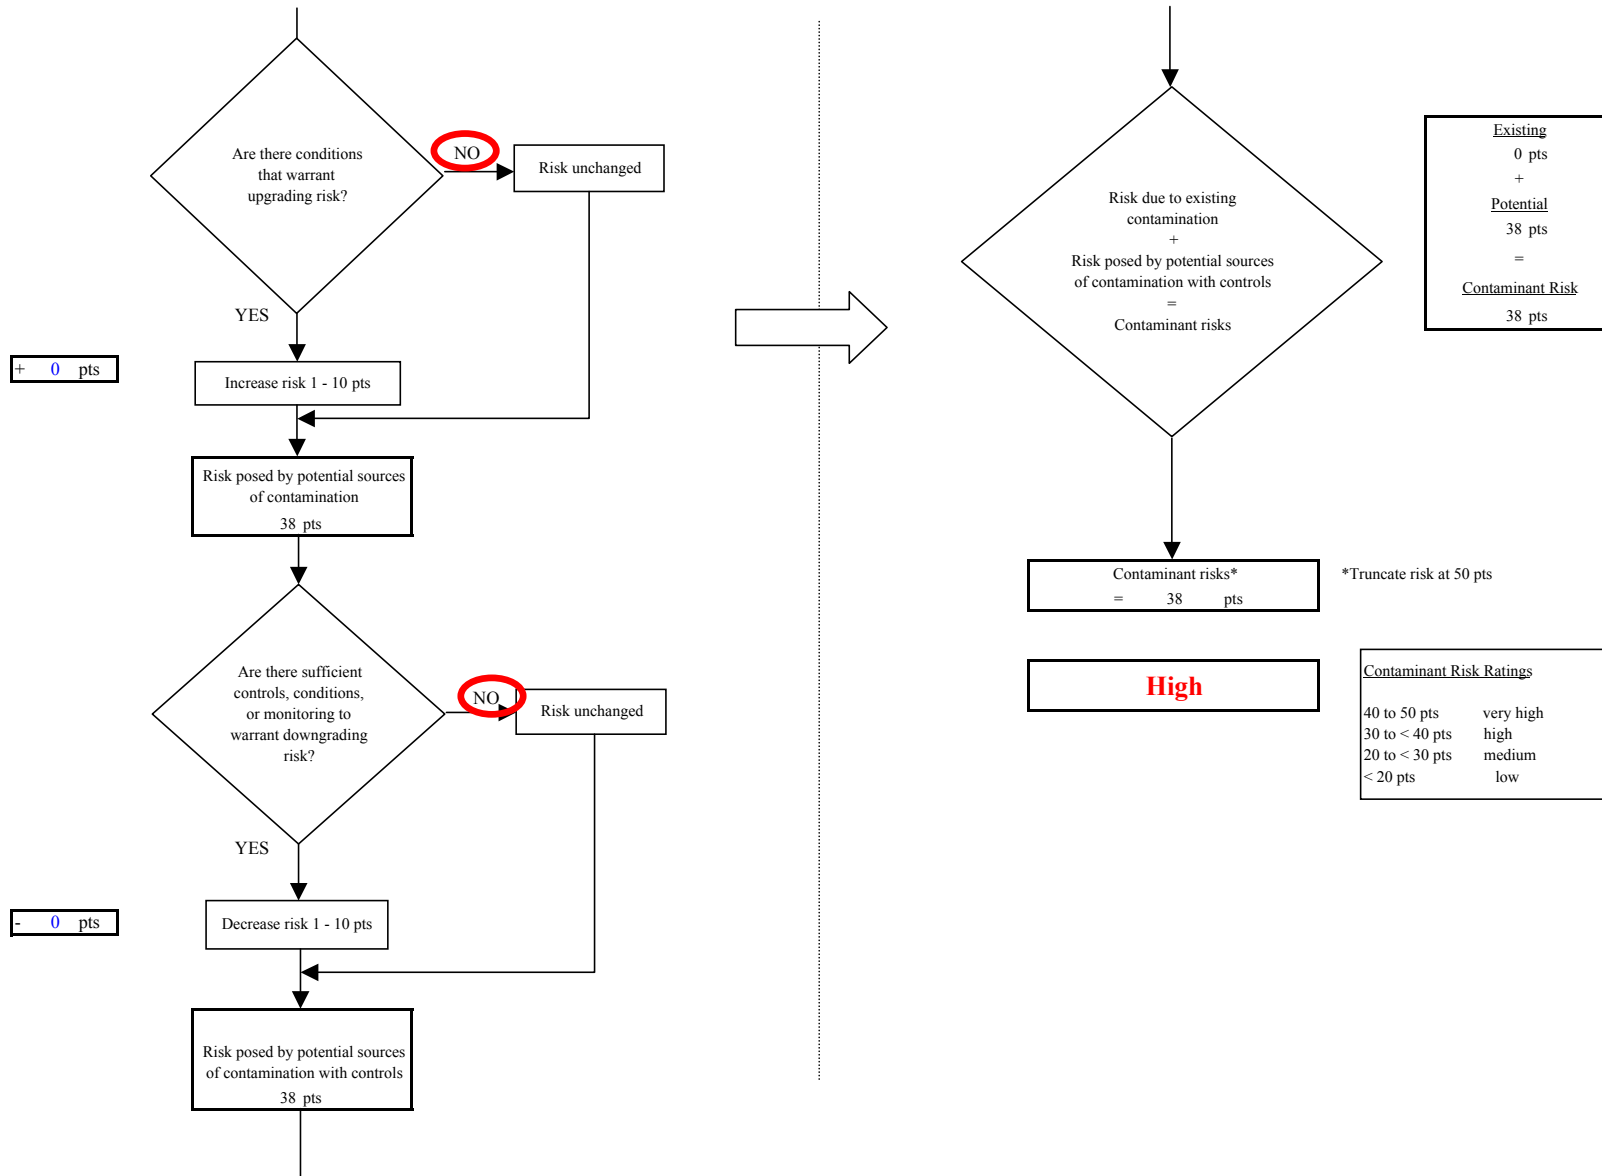 Are there conditions
that warrant
upgrading risk?
NO
Risk unchanged
YES
+ 0 pts
Increase risk 1 - 10 pts
Risk posed by potential sources
of contamination
38 pts
Are there sufficient
controls, conditions,
or monitoring to
warrant downgrading
risk?
NO
Risk unchanged
YES
- 0 pts
Decrease risk 1 - 10 pts
Risk posed by potential sources
of contamination with controls
38 pts
Risk due to existing
contamination
+
Risk posed by potential sources
of contamination with controls
=
Contaminant risks
Existing
0 pts
+
Potential
38 pts
=
Contaminant Risk
38 pts
Contaminant risks*
= 38 pts
*Truncate risk at 50 pts
High
Contaminant Risk Ratings
40 to 50 pts very high
30 to < 40 pts high
20 to < 30 pts medium
< 20 pts low